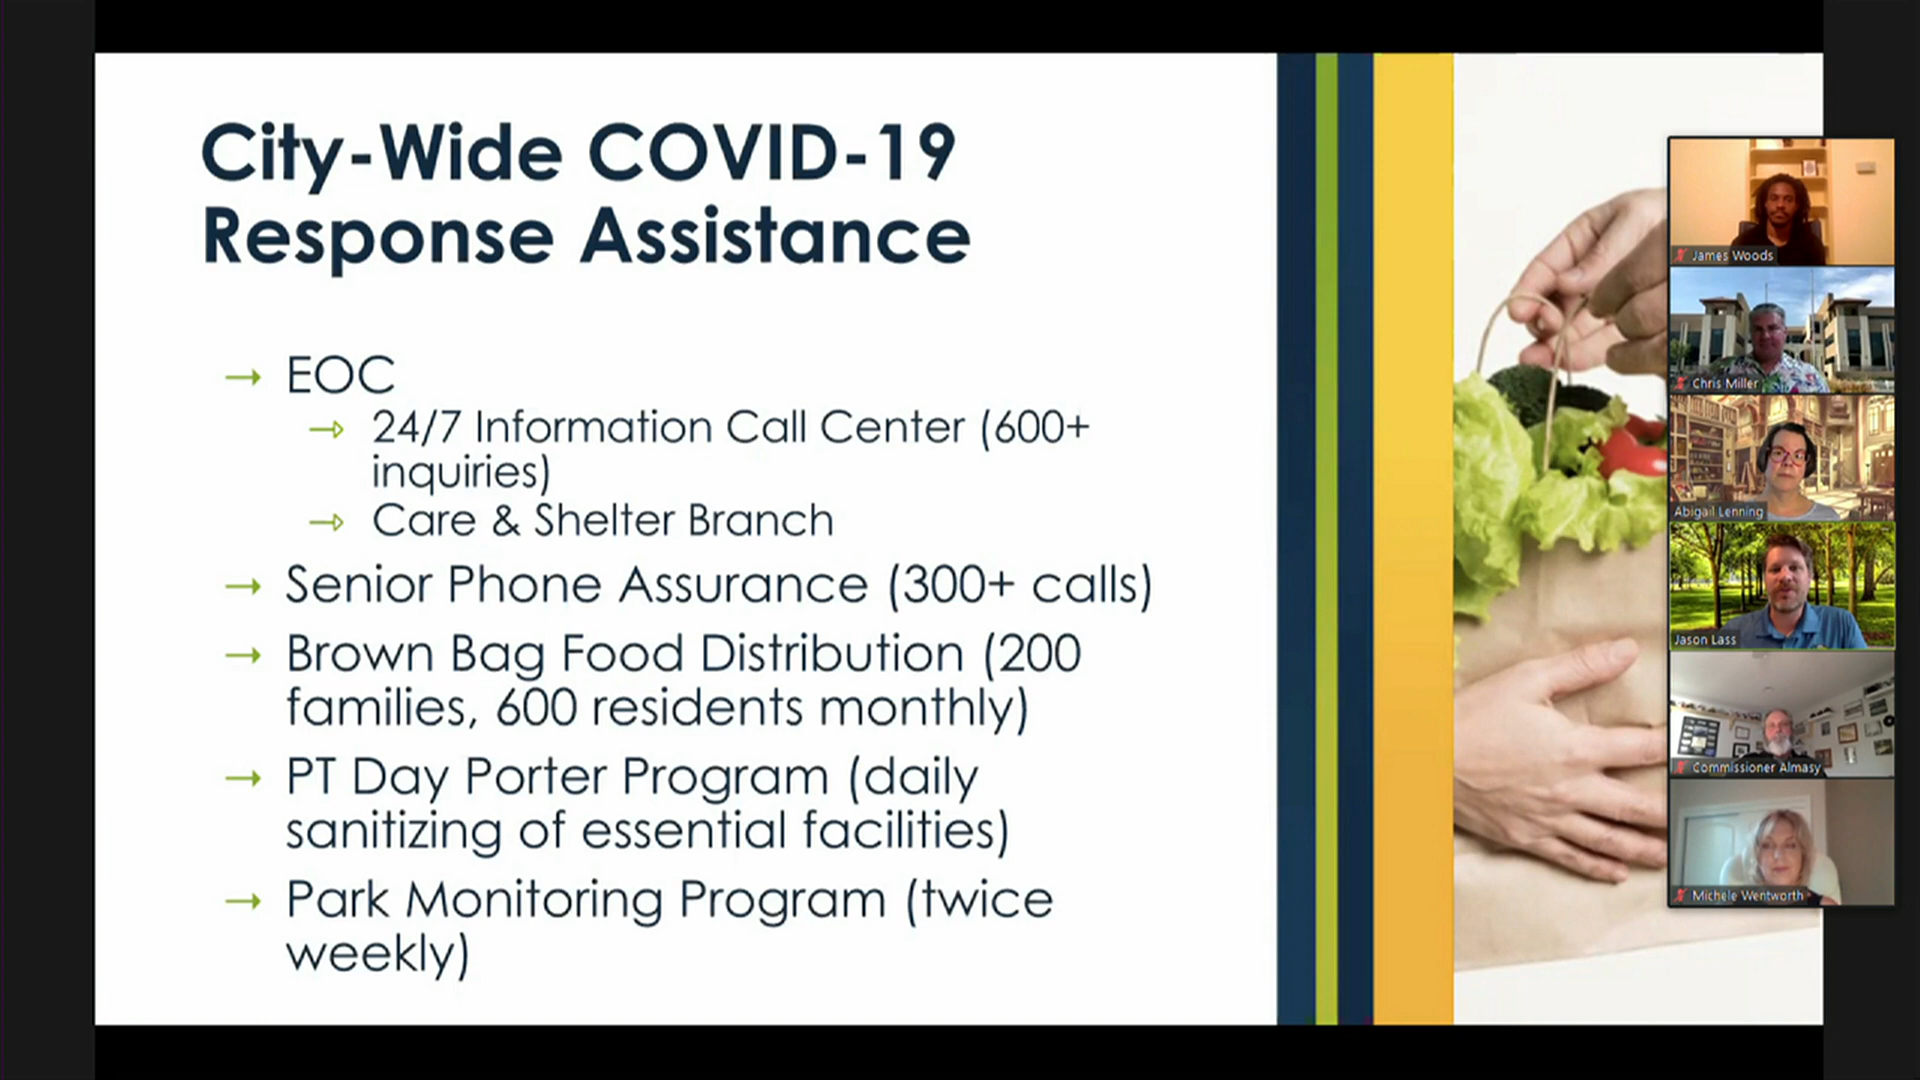 City-Wide COVID-19
Response Assistance
→ EOC
→ 24/7 Information Call Center (600+
inquiries)
→ Care & Shelter Branch
→ Senior Phone Assurance (300+ calls)
→ Brown Bag Food Distribution (200
families, 600 residents monthly)
→ PT Day Porter Program (daily
sanitizing of essential facilities)
→ Park Monitoring Program (twice
weekly)
James Woods
Chris Miller
Abigail Lenning
Jason Lass
Commissioner Almasy
Michele Wentworth